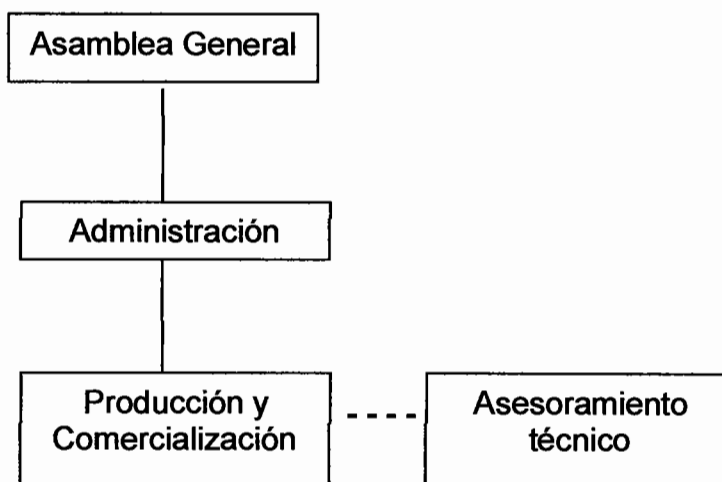 Asamblea General
Administración
Producción y
Comercialización
Asesoramiento
técnico